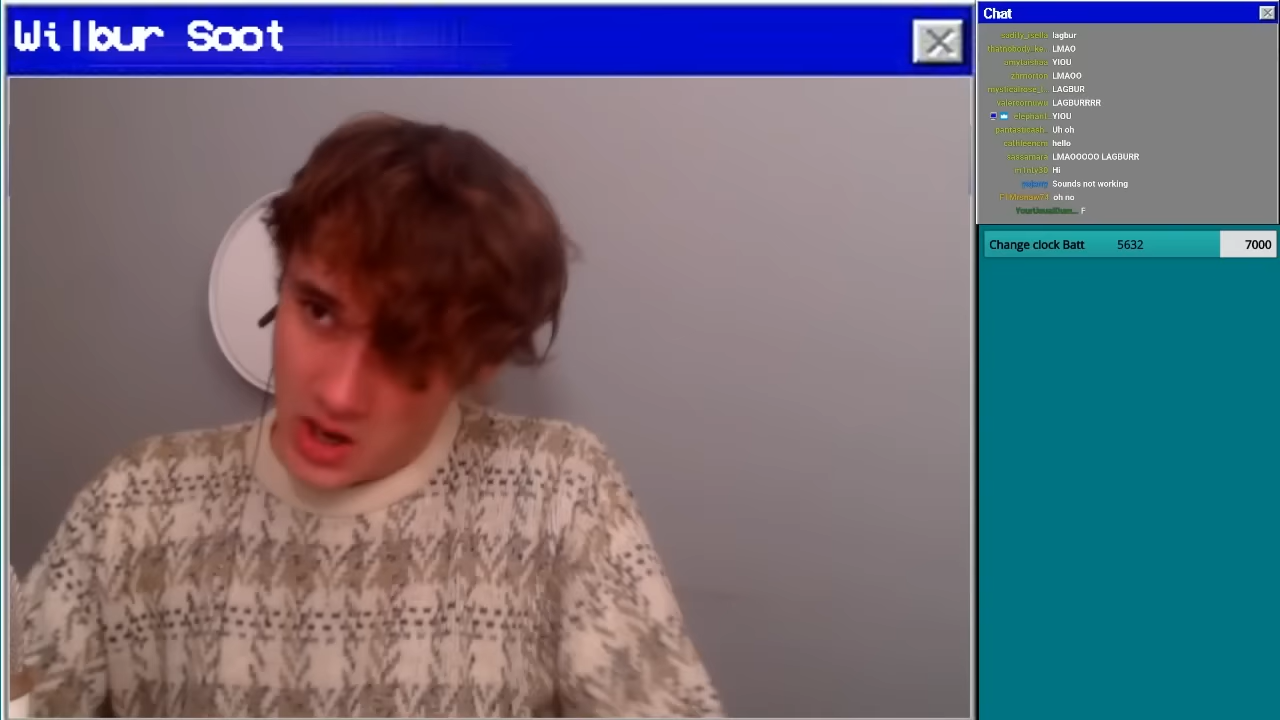 Wilbur Soot
Chat
lagbur
LMAO
YIOU
LMAOO
LAGBUR
LAGBURRRR
elephant YIOU
Uh oh
hello
LMAOOOOO LAGBURR
Hi
Sounds not working
oh no
F
Change clock Batt 5632 7000